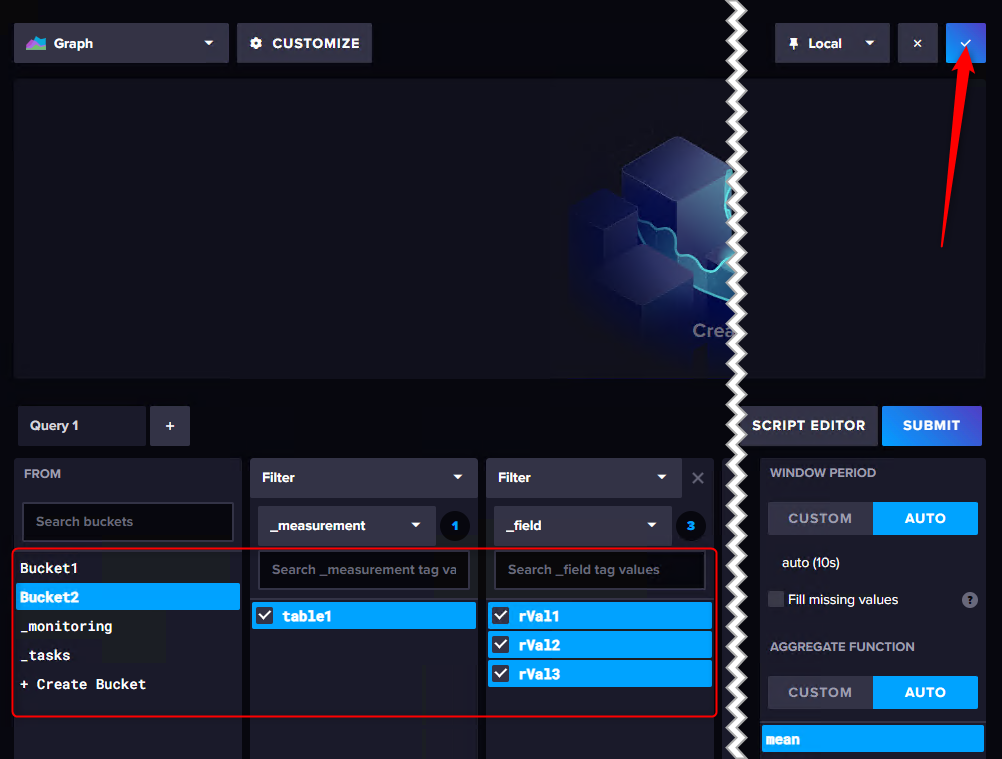 Graph
CUSTOMIZE
Local
Crea
Query 1
+
SCRIPT EDITOR
SUBMIT
FROM
Search buckets
Bucket1
Bucket2
_monitoring
_tasks
+ Create Bucket
Filter
_measurement
1
Search _measurement tag va
table1
Filter
_field
3
Search _field tag values
rVal1
rVal2
rVal3
WINDOW PERIOD
CUSTOM
AUTO
auto (10s)
Fill missing values
?
AGGREGATE FUNCTION
CUSTOM
AUTO
mean